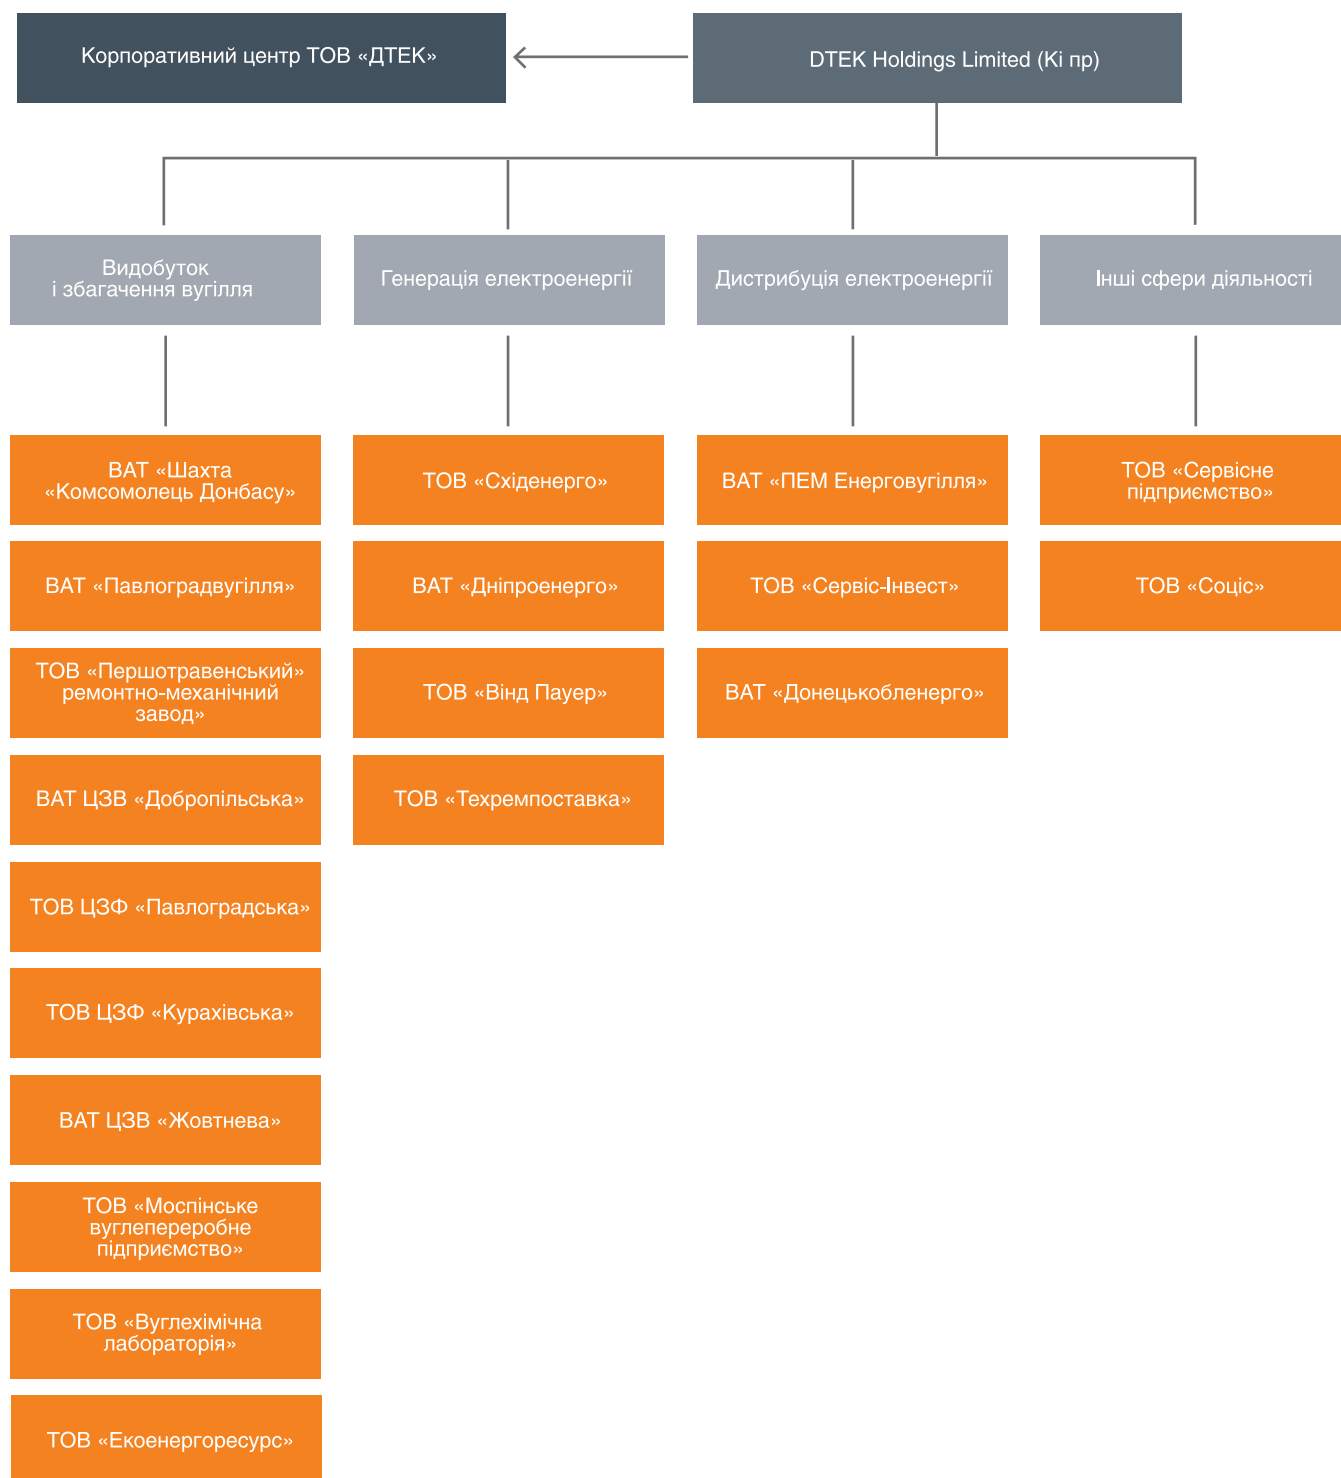 Корпоративний центр ТОВ «ДТЕК»
DTEK Holdings Limited (Кі пр)
Видобуток
і збагачення вугілля
Генерація електроенергії
Дистрибуція електроенергії
Інші сфери діяльності
ВАТ «Шахта
«Комсомолець Донбасу»
ВАТ «Павлоградвугілля»
ТОВ «Першотравенський»
ремонтно-механічний
завод»
ВАТ ЦЗВ «Добропільська»
ТОВ ЦЗФ «Павлоградська»
ТОВ ЦЗФ «Курахівська»
ВАТ ЦЗВ «Жовтнева»
ТОВ «Моспінське
вуглепереробне
підприємство»
ТОВ «Вуглехімічна
лабораторія»
ТОВ «Екоенергоресурс»
ТОВ «Східенерго»
ВАТ «Дніпроенерго»
ТОВ «Вінд Пауер»
ТОВ «Техремпоставка»
ВАТ «ПЕМ Енерговугілля»
ТОВ «Сервіс-Інвест»
ВАТ «Донецькобленерго»
ТОВ «Сервісне
підприємство»
ТОВ «Соціс»